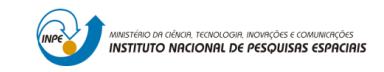 INPE
MINISTÉRIO DA CIÊNCIA, TECNOLOGIA, INOVAÇÕES E COMUNICAÇÕES
INSTITUTO NACIONAL DE PESQUISAS ESPACIAIS